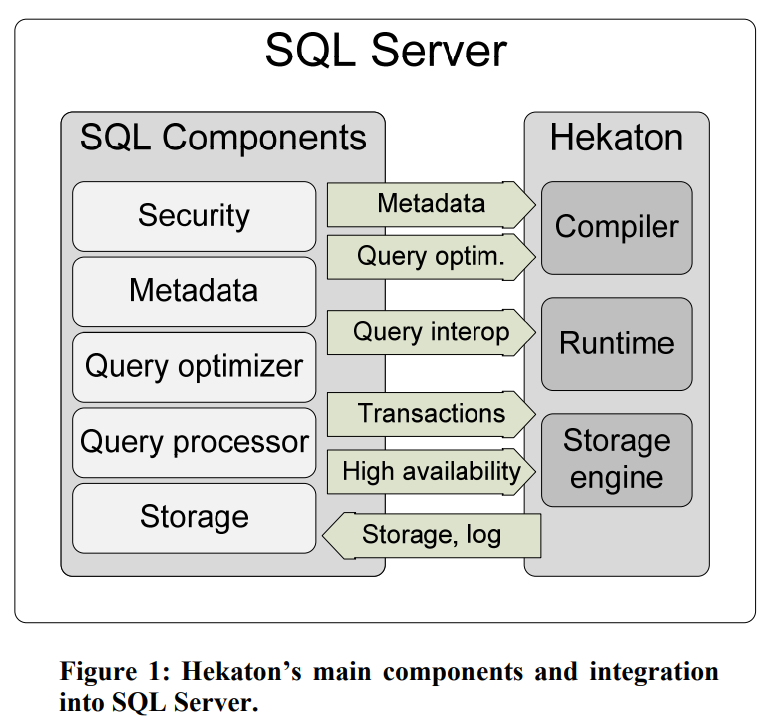 SQL Server
SQL Components
Security
Metadata
Query optimizer
Query processor
Storage
Metadata
Query optim.
Query interop
Transactions
High availability
Storage, log
Hekaton
Compiler
Runtime
Storage
engine
Figure 1: Hekaton’s main components and integration
into SQL Server.